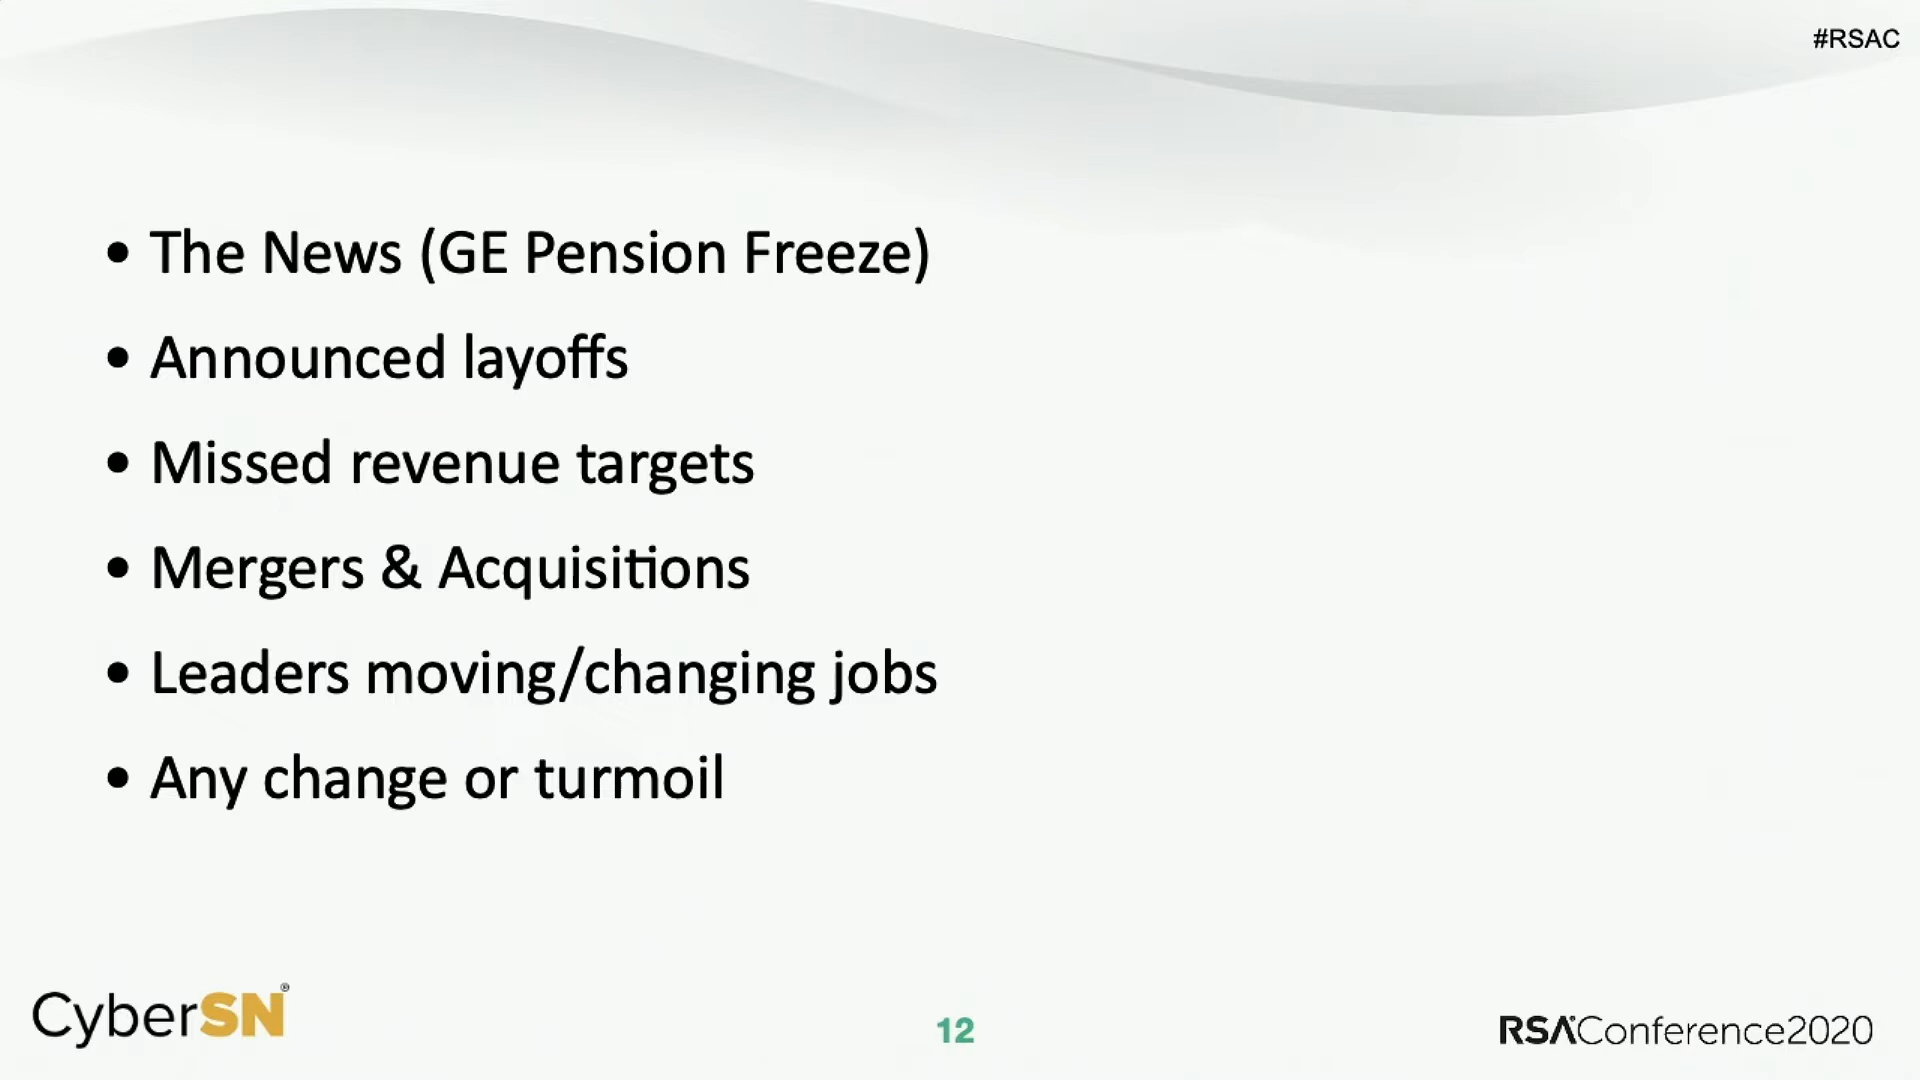 #RSAC
• The News (GE Pension Freeze)
• Announced layoffs
• Missed revenue targets
• Mergers & Acquisitions
• Leaders moving/changing jobs
• Any change or turmoil
CyberSN®
12
RSAConference2020